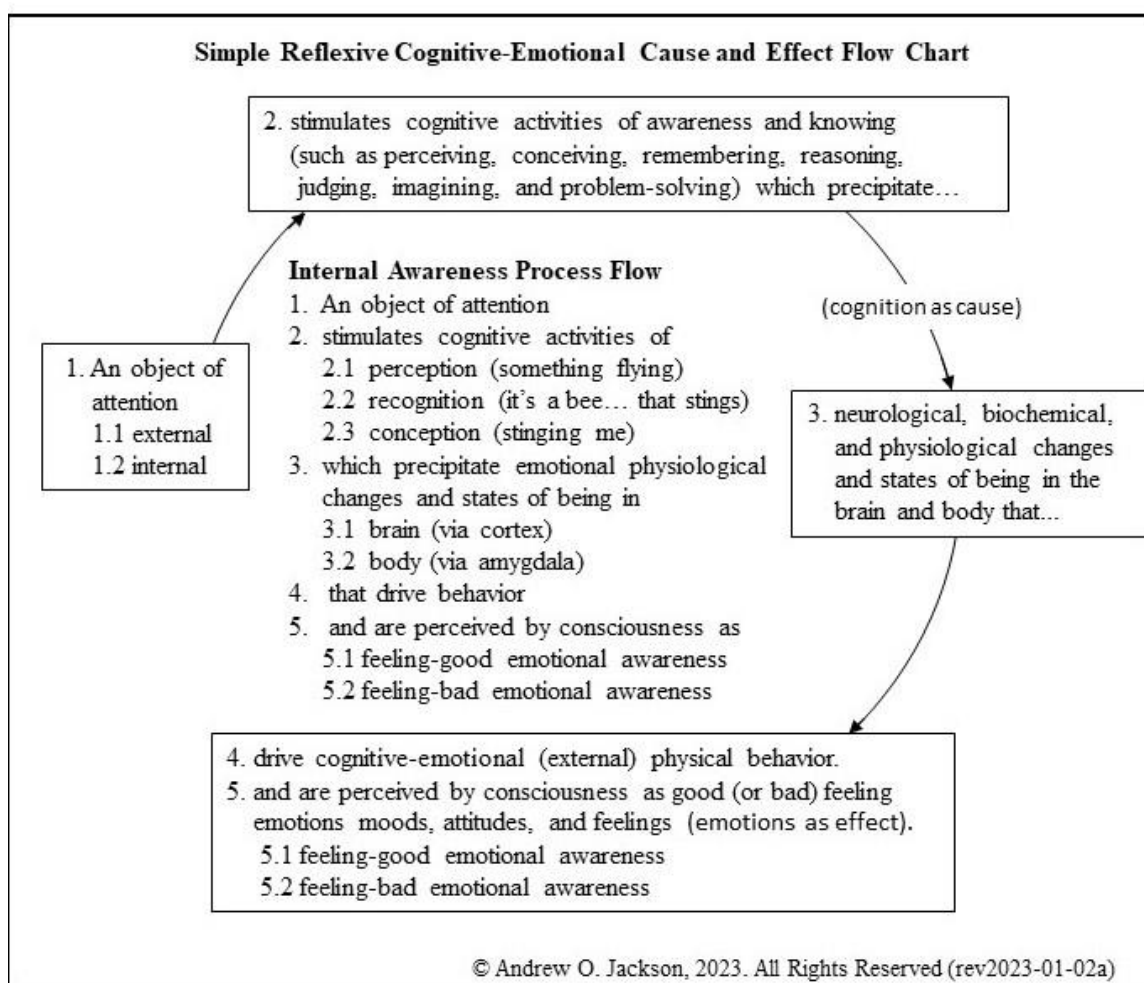 Simple Reflexive Cognitive-Emotional Cause and Effect Flow Chart
2. stimulates cognitive activities of awareness and knowing
(such as perceiving, conceiving, remembering, reasoning,
judging, imagining, and problem-solving) which precipitate…
Internal Awareness Process Flow
1. An object of attention
2. stimulates cognitive activities of
2.1 perception (something flying)
2.2 recognition (it's a bee… that stings)
2.3 conception (stinging me)
3. which precipitate emotional physiological
changes and states of being in
3.1 brain (via cortex)
3.2 body (via amygdala)
4. that drive behavior
5. and are perceived by consciousness as
5.1 feeling-good emotional awareness
5.2 feeling-bad emotional awareness
(cognition as cause)
1. An object of
attention
1.1 external
1.2 internal
3. neurological, biochemical,
and physiological changes
and states of being in the
brain and body that...
4. drive cognitive-emotional (external) physical behavior.
5. and are perceived by consciousness as good (or bad) feeling
emotions moods, attitudes, and feelings (emotions as effect).
5.1 feeling-good emotional awareness
5.2 feeling-bad emotional awareness
© Andrew O. Jackson, 2023. All Rights Reserved (rev2023-01-02a)